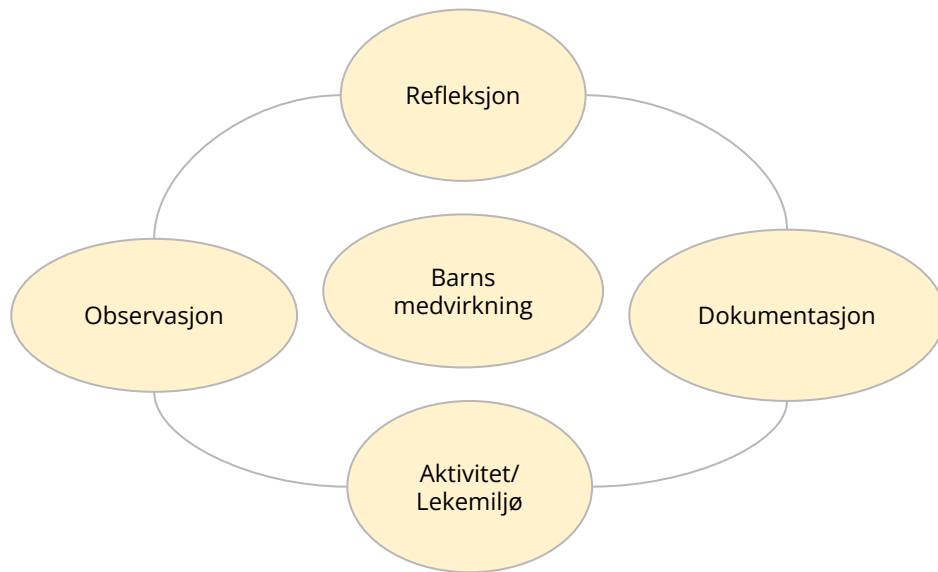 Refleksjon
Barns
medvirkning
Observasjon
Dokumentasjon
Aktivitet/
Lekemiljø